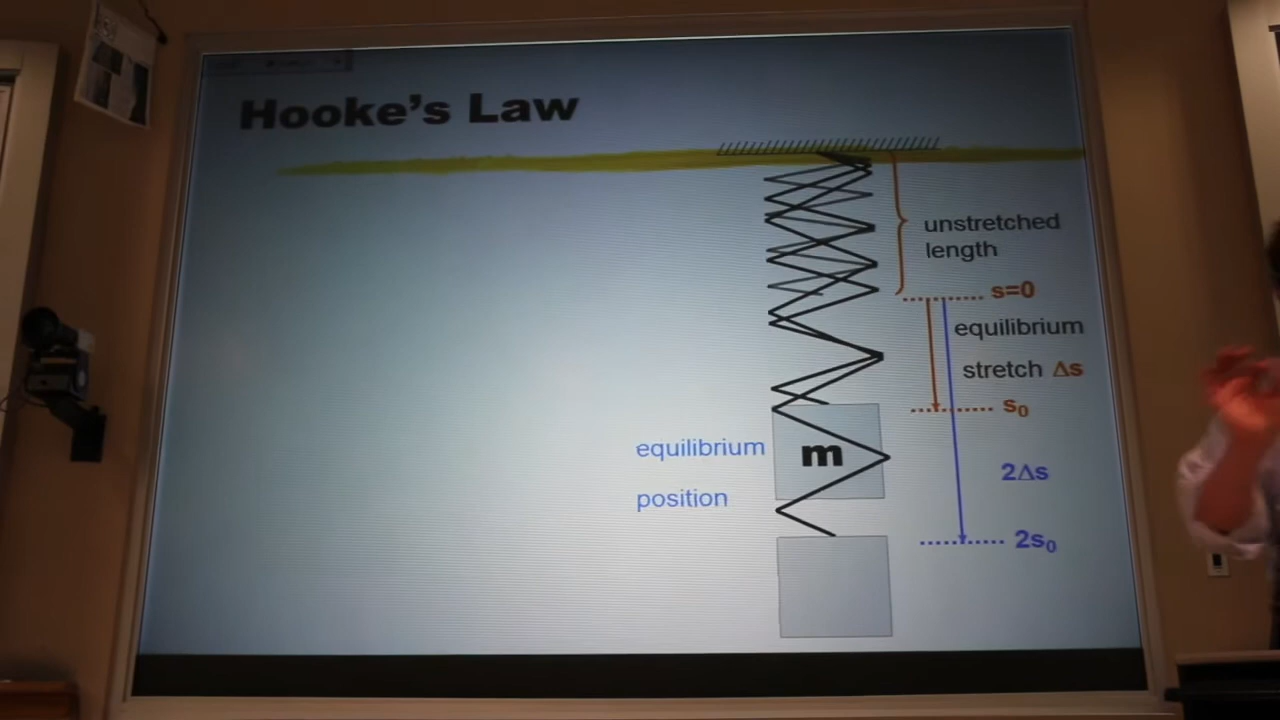 Hooke's Law
unstretched
length
s=0
equilibrium
stretch Δs
s₀
equilibrium
m
position
2Δs
2s₀